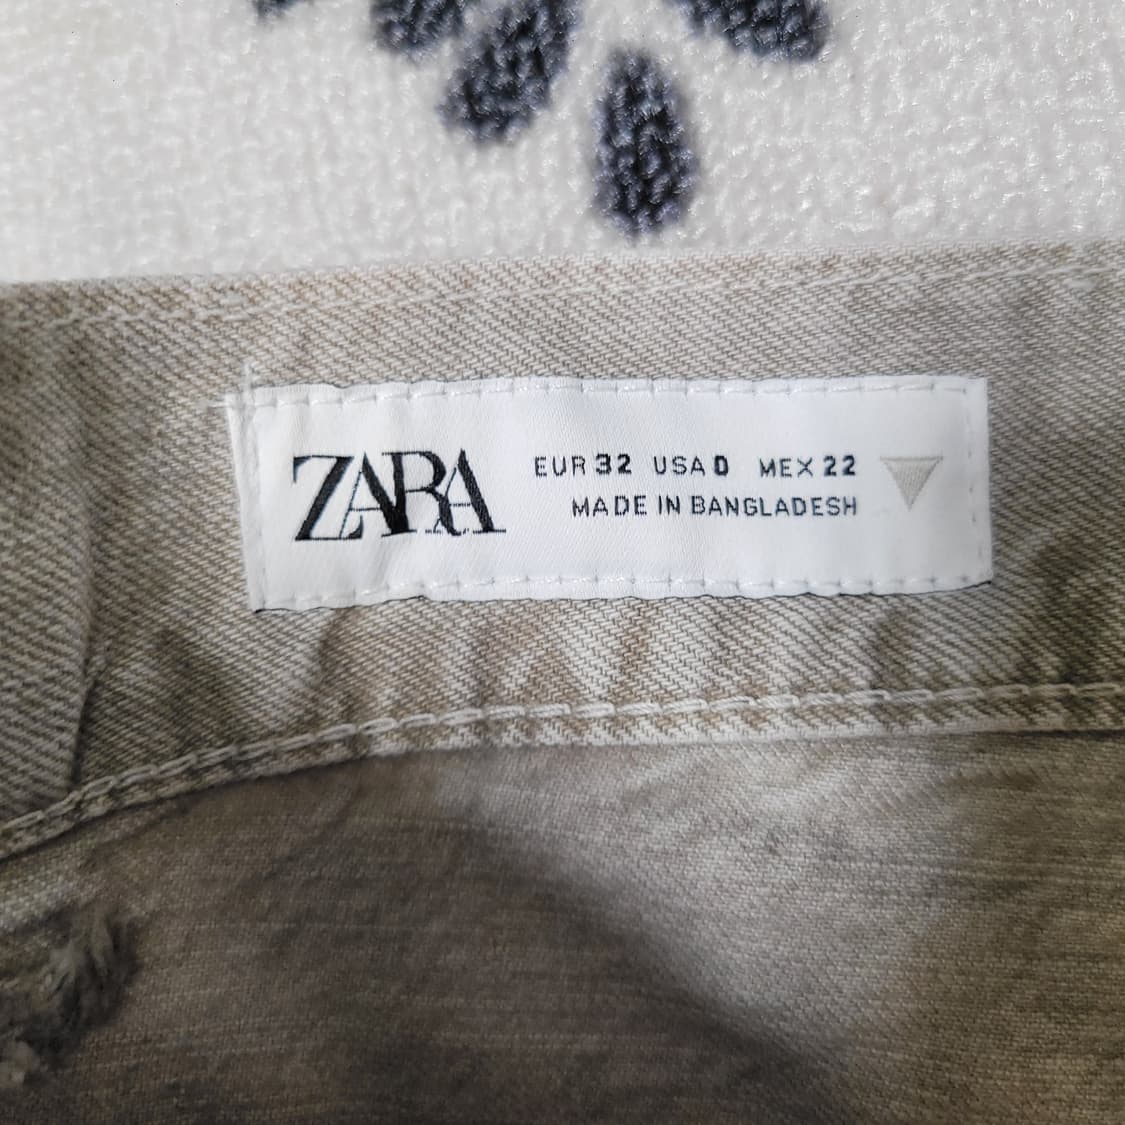 ZARA
EUR 32 USA 0 MEX 22
MADE IN BANGLADESH